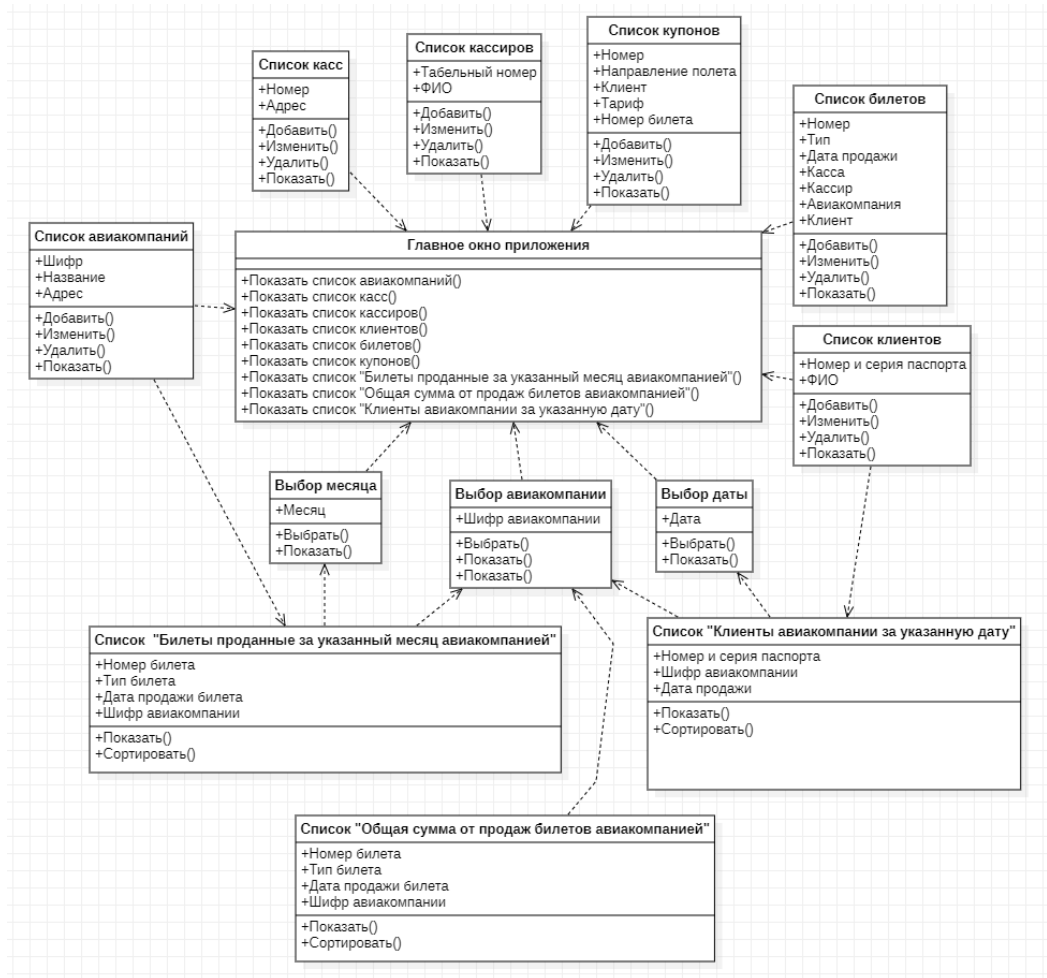 Список касс
+Номер
+Адрес
+Добавить()
+Изменить()
+Удалить()
+Показать()
Список кассиров
+Табельный номер
+ФИО
+Добавить()
+Изменить()
+Удалить()
+Показать()
Список купонов
+Номер
+Направление полета
+Клиент
+Тариф
+Номер билета
+Добавить()
+Изменить()
+Удалить()
+Показать()
Список билетов
+Номер
+Тип
+Дата продажи
+Касса
+Кассир
+Авиакомпания
+Клиент
+Добавить()
+Изменить()
+Удалить()
+Показать()
Список авиакомпаний
+Шифр
+Название
+Адрес
+Добавить()
+Изменить()
+Удалить()
+Показать()
Главное окно приложения
+Показать список авиакомпаний()
+Показать список касс()
+Показать список кассиров()
+Показать список клиентов()
+Показать список билетов()
+Показать список купонов()
+Показать список "Билеты проданные за указанный месяц авиакомпанией"()
+Показать список "Общая сумма от продаж билетов авиакомпанией"()
+Показать список "Клиенты авиакомпании за указанную дату"()
Список клиентов
+Номер и серия паспорта
+ФИО
+Добавить()
+Изменить()
+Удалить()
+Показать()
Выбор месяца
+Месяц
+Выбрать()
+Показать()
Выбор авиакомпании
+Шифр авиакомпании
+Выбрать()
+Показать()
+Показать()
Выбор даты
+Дата
+Выбрать()
+Показать()
Список "Билеты проданные за указанный месяц авиакомпанией"
+Номер билета
+Тип билета
+Дата продажи билета
+Шифр авиакомпании
+Показать()
+Сортировать()
Список "Клиенты авиакомпании за указанную дату"
+Номер и серия паспорта
+Шифр авиакомпании
+Дата продажи
+Показать()
+Сортировать()
Список "Общая сумма от продаж билетов авиакомпанией"
+Номер билета
+Тип билета
+Дата продажи билета
+Шифр авиакомпании
+Показать()
+Сортировать()